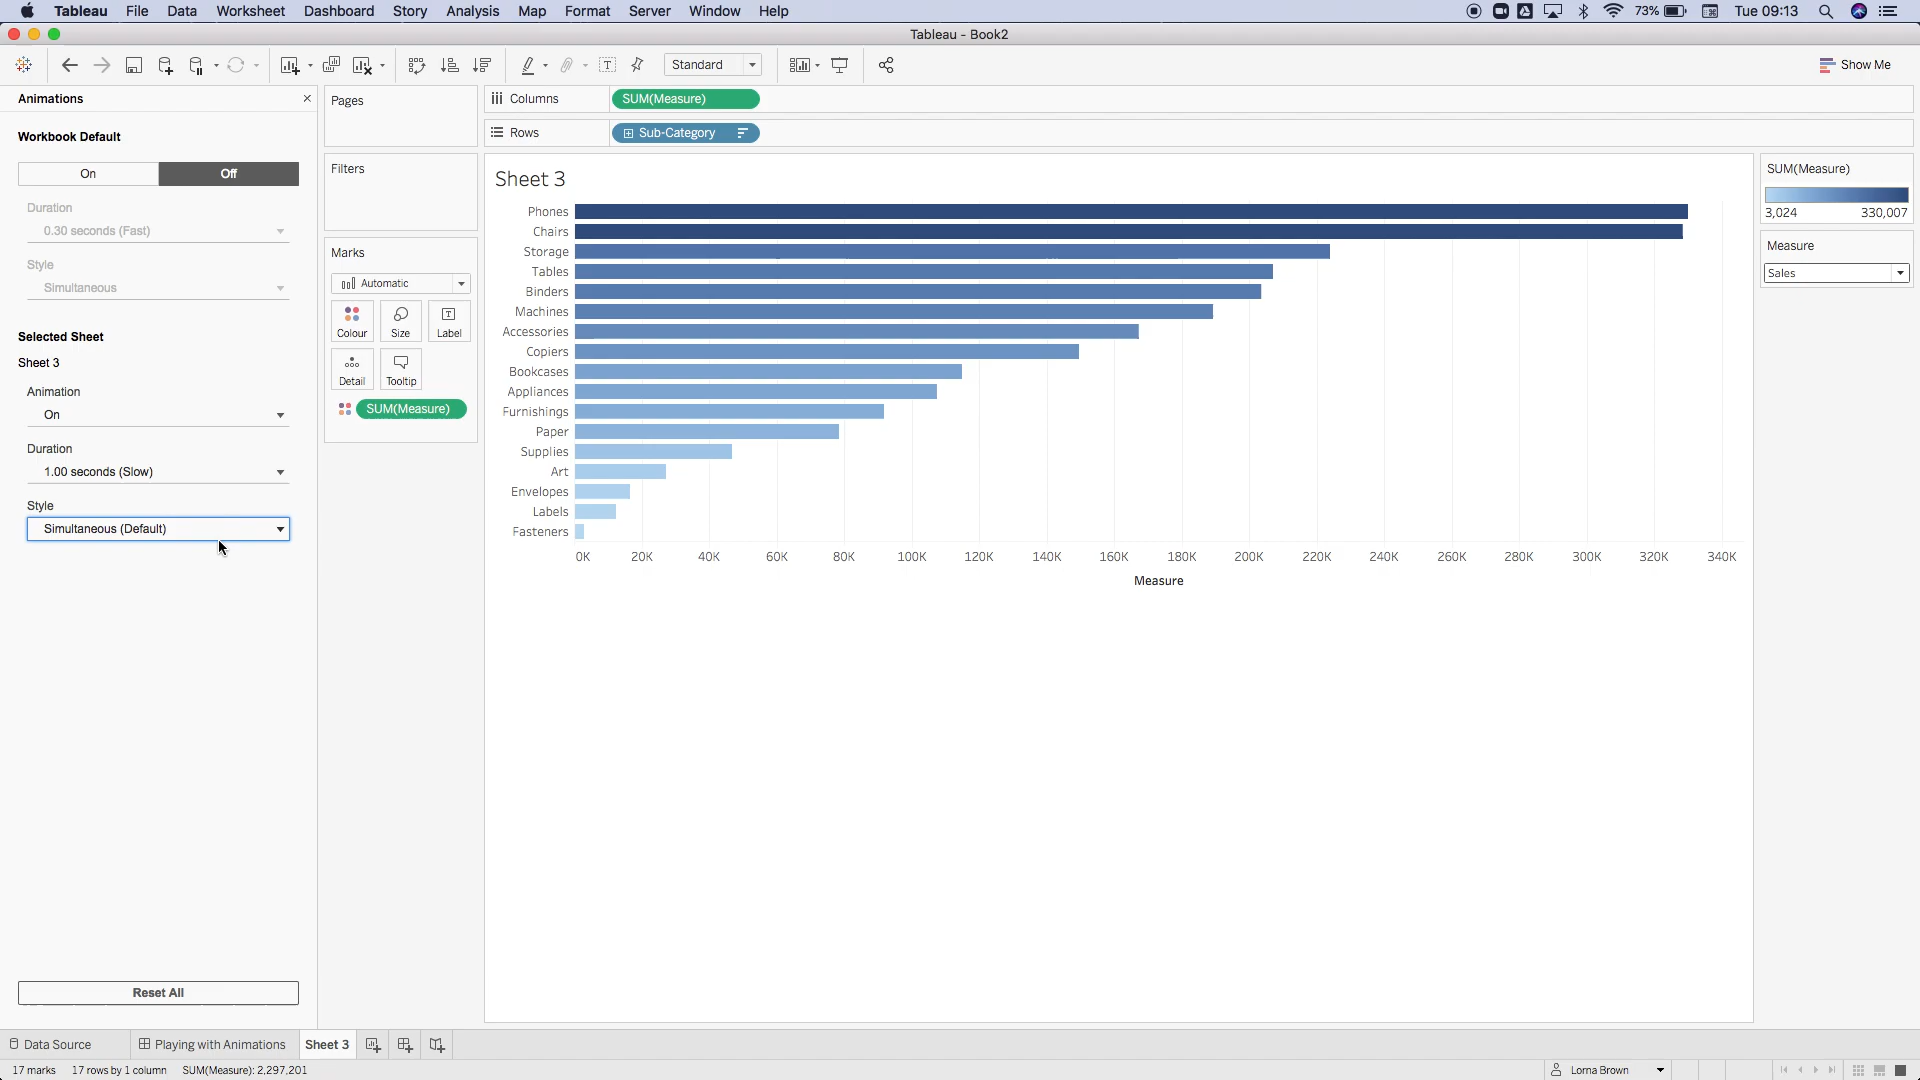 Tableau File Data Worksheet Dashboard Story Analysis Map Format Server Window Help 73% Tue 09:13
Tableau - Book2
Standard Show Me
Animations
Workbook Default
On Off
Duration
0.30 seconds (Fast)
Style
Simultaneous
Selected Sheet
Sheet 3
Animation
On
Duration
1.00 seconds (Slow)
Style
Simultaneous (Default)
Reset All
Pages
Filters
Marks
Automatic
Colour Size Label
Detail Tooltip
SUM(Measure)
Columns SUM(Measure)
Rows Sub-Category
Sheet 3
Phones
Chairs
Storage
Tables
Binders
Machines
Accessories
Copiers
Bookcases
Appliances
Furnishings
Paper
Supplies
Art
Envelopes
Labels
Fasteners
0K 20K 40K 60K 80K 100K 120K 140K 160K 180K 200K 220K 240K 260K 280K 300K 320K 340K
Measure
SUM(Measure)
3,024 330,007
Measure
Sales
Data Source Playing with Animations Sheet 3
17 marks 17 rows by 1 column SUM(Measure): 2,297,201 Lorna Brown